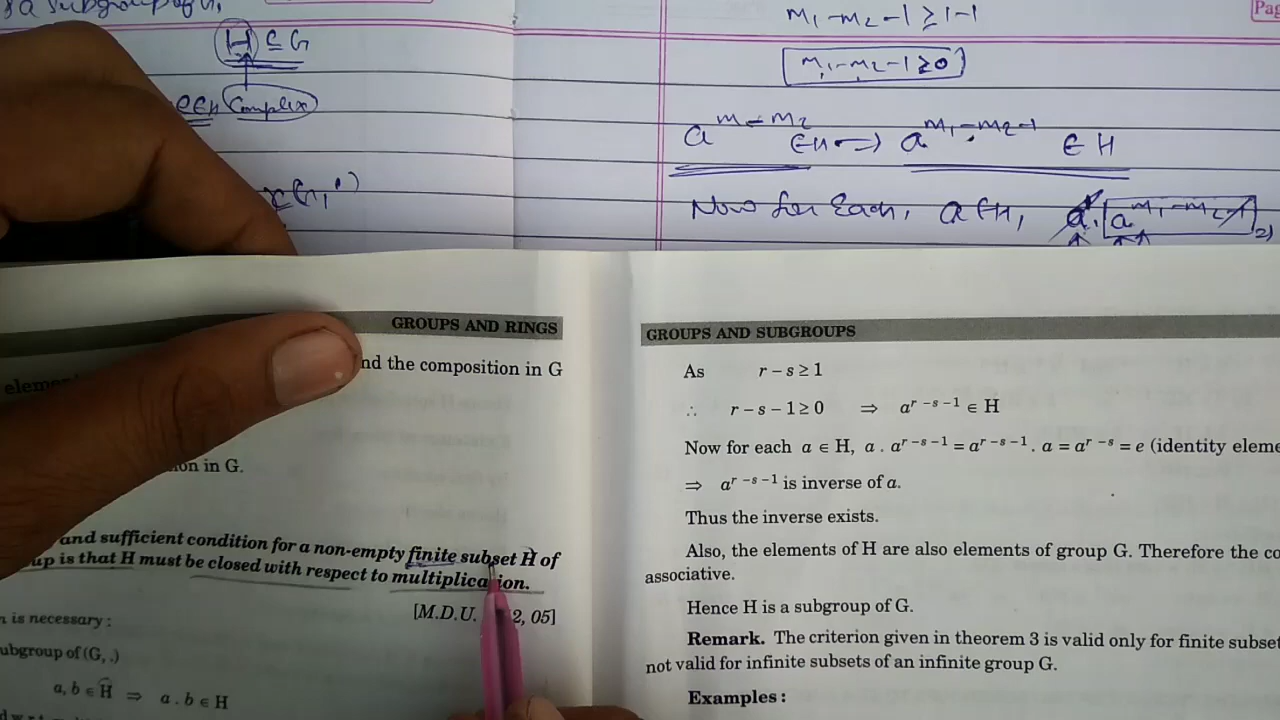 is a subgroup of G,
H ⊆ G
e∈H Complex
m₁-m₂-1 ≥ 1-1
m₁-m₂-1 ≥ 0
a^m₁-m₂ ∈H => a^m₁-m₂-1 ∈ H
Now for Each, a ∈H, a. a^m₁-m₂-1
Pag
GROUPS AND RINGS
nd the composition in G
elemen
ion in G.
and sufficient condition for a non-empty finite subset H of
up is that H must be closed with respect to multiplication.
[M.D.U. 2, 05]
n is necessary :
ubgroup of (G, .)
a, b ∈ H ⇒ a . b ∈ H
GROUPS AND SUBGROUPS
As r – s ≥ 1
∴ r – s – 1 ≥ 0 ⇒ a^r – s – 1 ∈ H
Now for each a ∈ H, a . a^r – s – 1 = a^r – s – 1 . a = a^r – s = e (identity eleme
⇒ a^r – s – 1 is inverse of a.
Thus the inverse exists.
Also, the elements of H are also elements of group G. Therefore the co
associative.
Hence H is a subgroup of G.
Remark. The criterion given in theorem 3 is valid only for finite subset
not valid for infinite subsets of an infinite group G.
Examples :